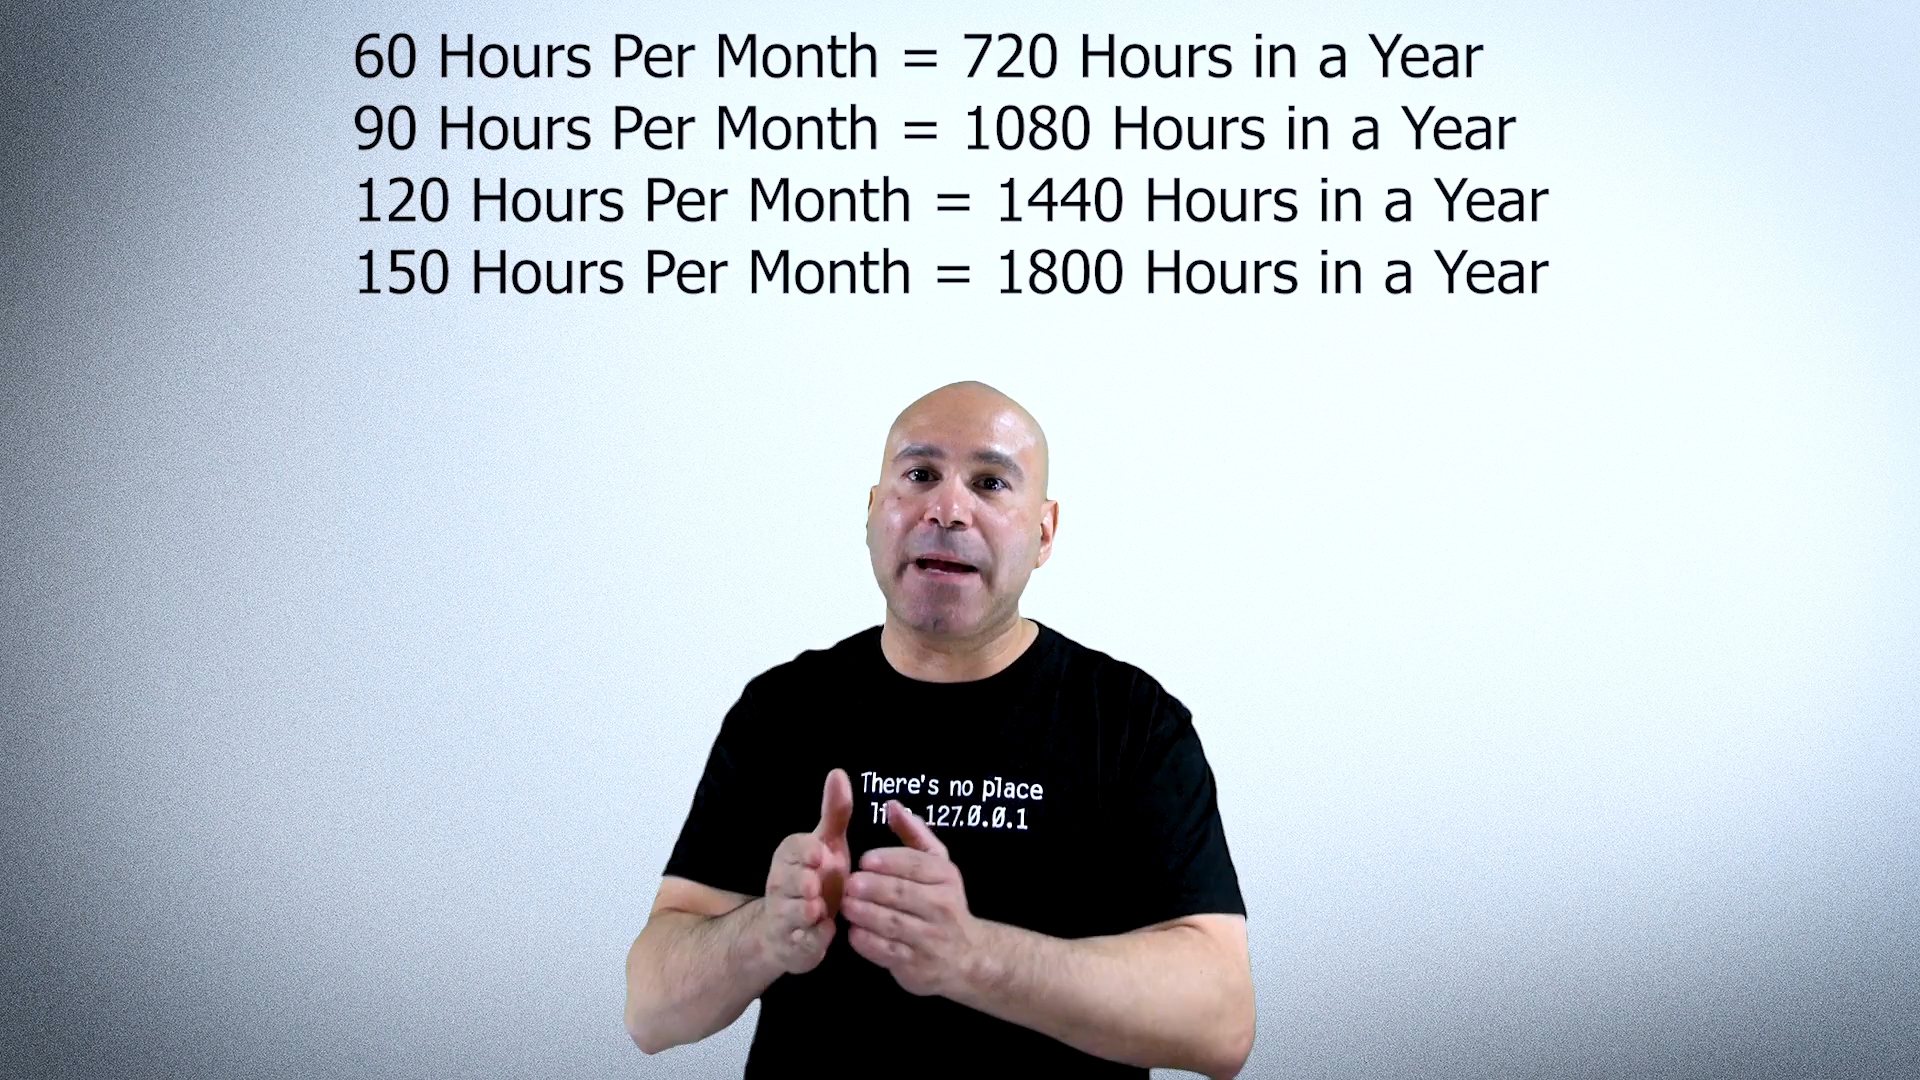 60 Hours Per Month = 720 Hours in a Year
90 Hours Per Month = 1080 Hours in a Year
120 Hours Per Month = 1440 Hours in a Year
150 Hours Per Month = 1800 Hours in a Year
There's no place
127.0.0.1